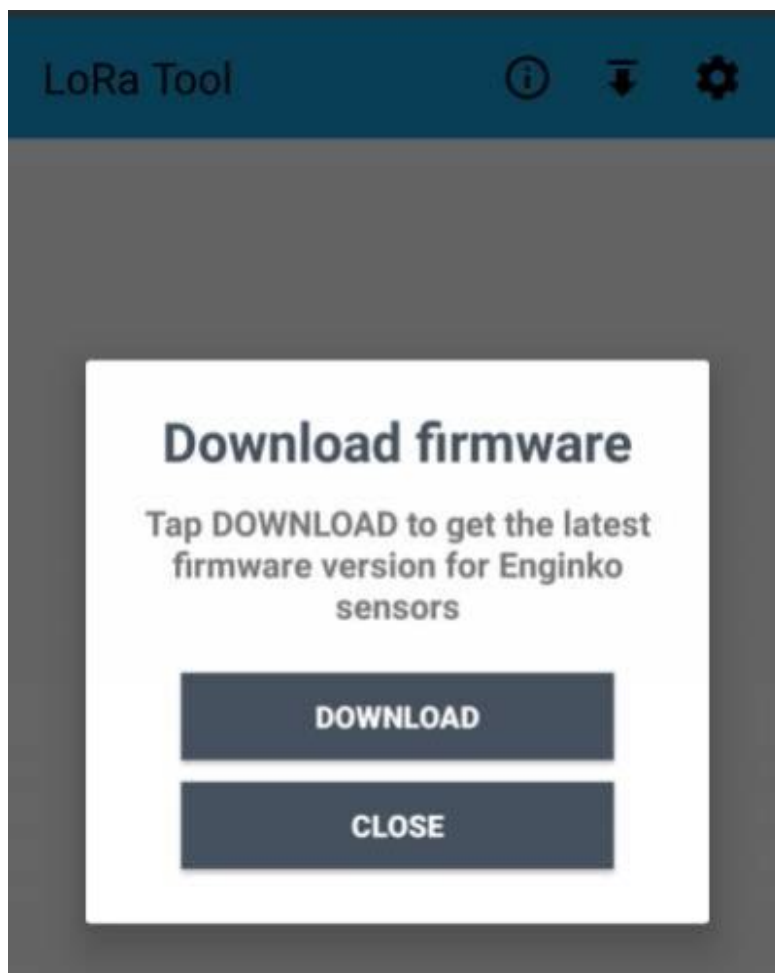 LoRa Tool
Download firmware
Tap DOWNLOAD to get the latest
firmware version for Enginko
sensors
DOWNLOAD
CLOSE